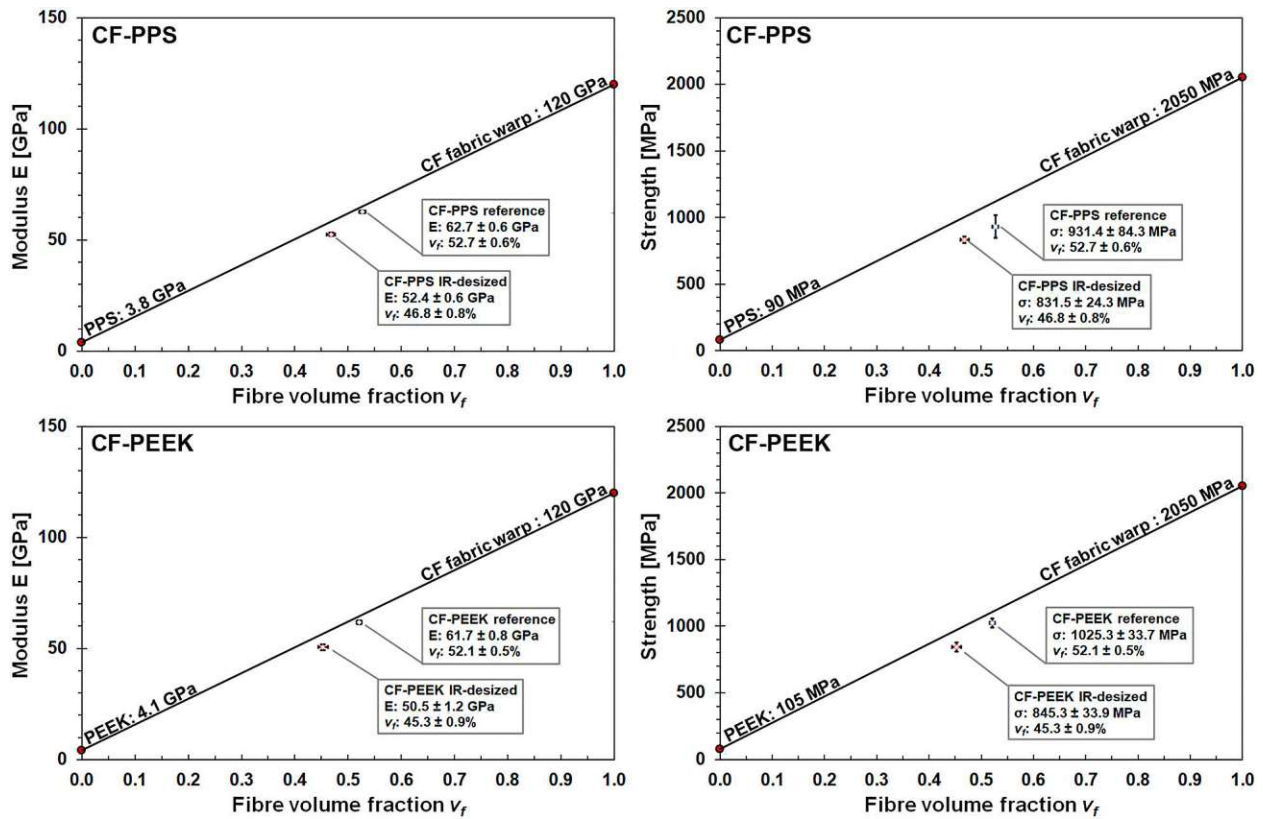 CF-PPS
Modulus E [GPa]
150
100
50
0
CF fabric warp : 120 GPa
PPS: 3.8 GPa
CF-PPS reference
E: 62.7 ± 0.6 GPa
vf: 52.7 ± 0.6%
CF-PPS IR-desized
E: 52.4 ± 0.6 GPa
vf: 46.8 ± 0.8%
0.0 0.1 0.2 0.3 0.4 0.5 0.6 0.7 0.8 0.9 1.0
Fibre volume fraction vf
CF-PPS
Strength [MPa]
2500
2000
1500
1000
500
0
CF fabric warp : 2050 MPa
PPS: 90 MPa
CF-PPS reference
σ: 931.4 ± 84.3 MPa
vf: 52.7 ± 0.6%
CF-PPS IR-desized
σ: 831.5 ± 24.3 MPa
vf: 46.8 ± 0.8%
0.0 0.1 0.2 0.3 0.4 0.5 0.6 0.7 0.8 0.9 1.0
Fibre volume fraction vf
CF-PEEK
Modulus E [GPa]
150
100
50
0
CF fabric warp : 120 GPa
PEEK: 4.1 GPa
CF-PEEK reference
E: 61.7 ± 0.8 GPa
vf: 52.1 ± 0.5%
CF-PEEK IR-desized
E: 50.5 ± 1.2 GPa
vf: 45.3 ± 0.9%
0.0 0.1 0.2 0.3 0.4 0.5 0.6 0.7 0.8 0.9 1.0
Fibre volume fraction vf
CF-PEEK
Strength [MPa]
2500
2000
1500
1000
500
0
CF fabric warp : 2050 MPa
PEEK: 105 MPa
CF-PEEK reference
σ: 1025.3 ± 33.7 MPa
vf: 52.1 ± 0.5%
CF-PEEK IR-desized
σ: 845.3 ± 33.9 MPa
vf: 45.3 ± 0.9%
0.0 0.1 0.2 0.3 0.4 0.5 0.6 0.7 0.8 0.9 1.0
Fibre volume fraction vf